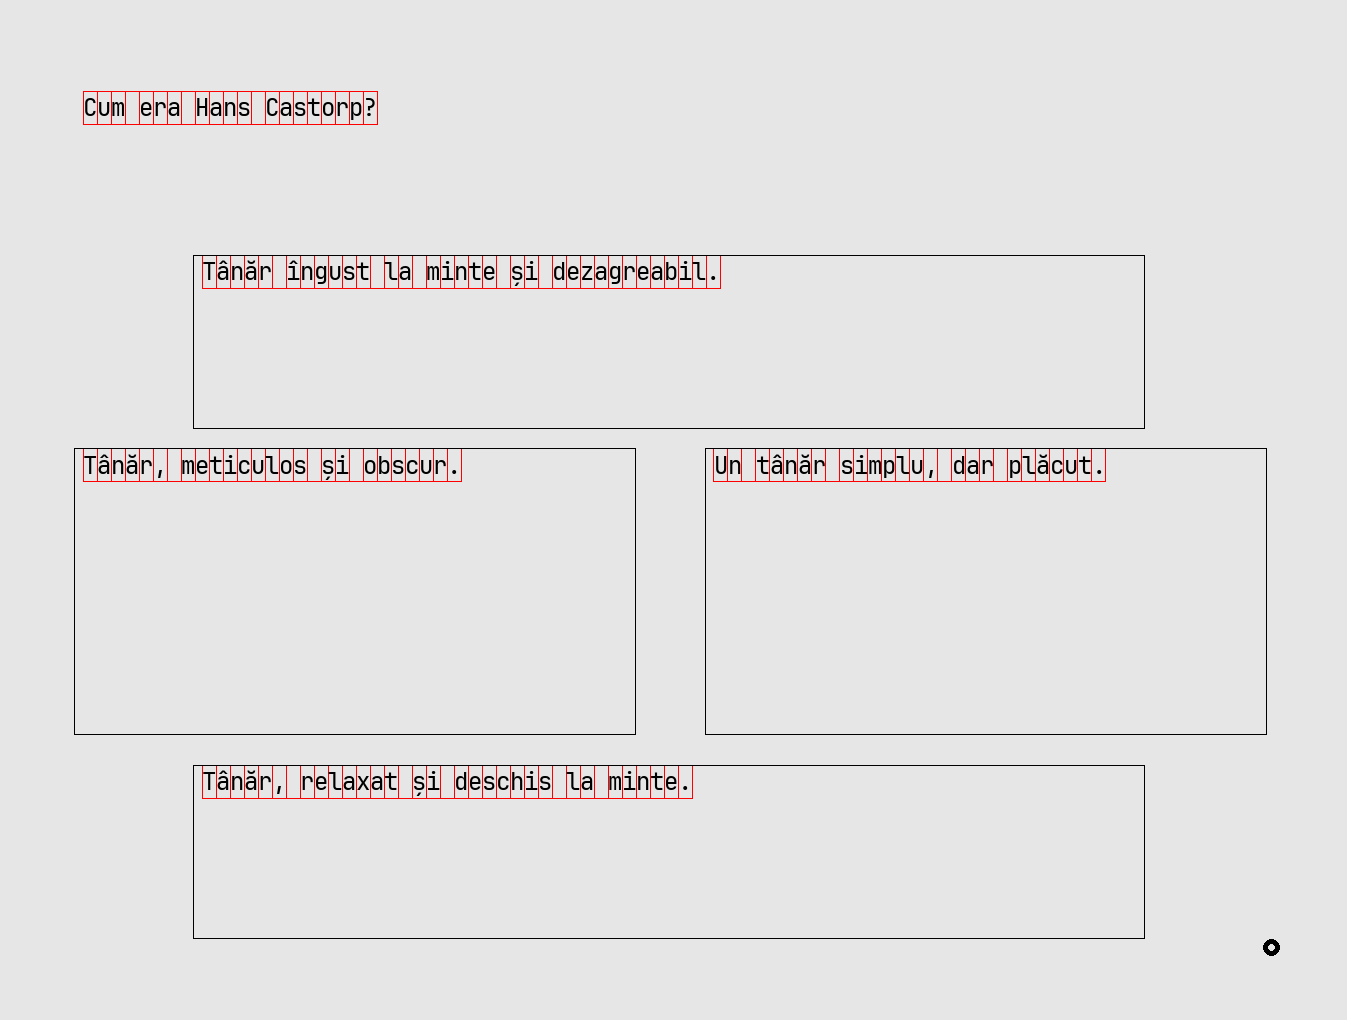 Cum era Hans Castorp?
Tânăr îngust la minte și dezagreabil.
Tânăr, meticulos și obscur.
Un tânăr simplu, dar plăcut.
Tânăr, relaxat și deschis la minte.